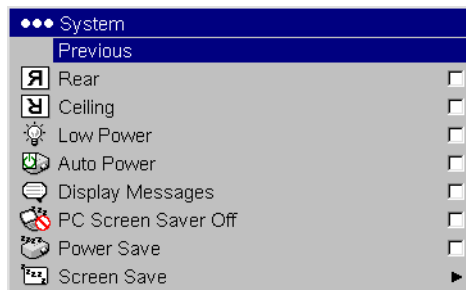 System
Previous
Я Rear
Ceiling
Low Power
Auto Power
Display Messages
PC Screen Saver Off
Power Save
Screen Save